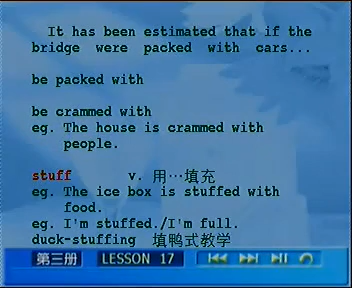 It has been estimated that if the
bridge were packed with cars...
be packed with
be crammed with
eg. The house is crammed with
people.
stuff v. 用…填充
eg. The ice box is stuffed with
food.
eg. I'm stuffed./I'm full.
duck-stuffing 填鸭式教学
第三册 LESSON 17